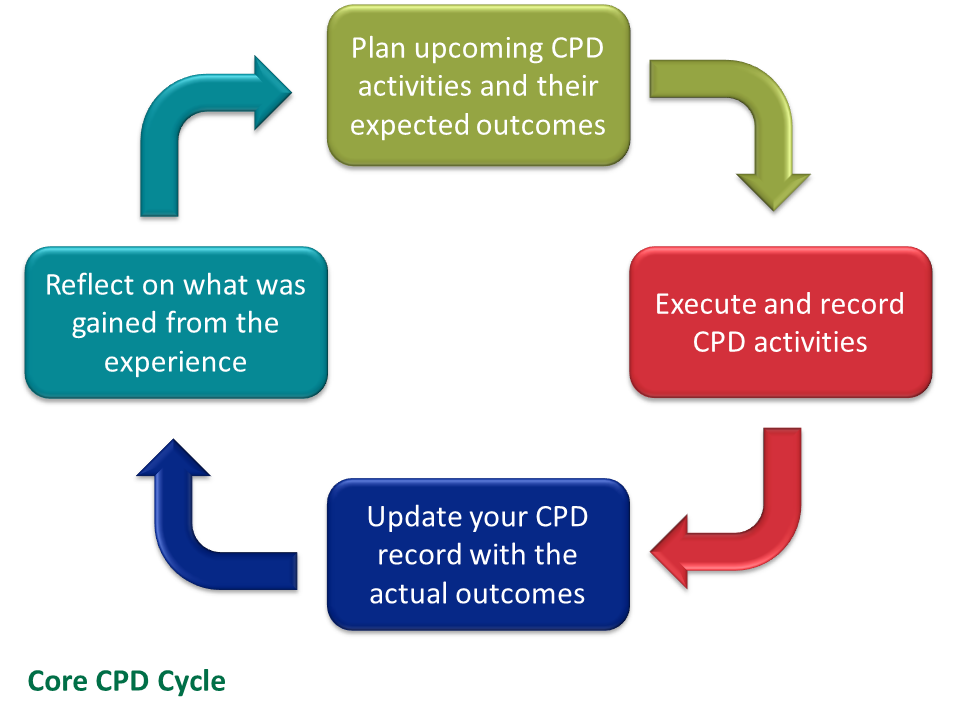 Plan upcoming CPD
activities and their
expected outcomes
Execute and record
CPD activities
Update your CPD
record with the
actual outcomes
Reflect on what was
gained from the
experience
Core CPD Cycle